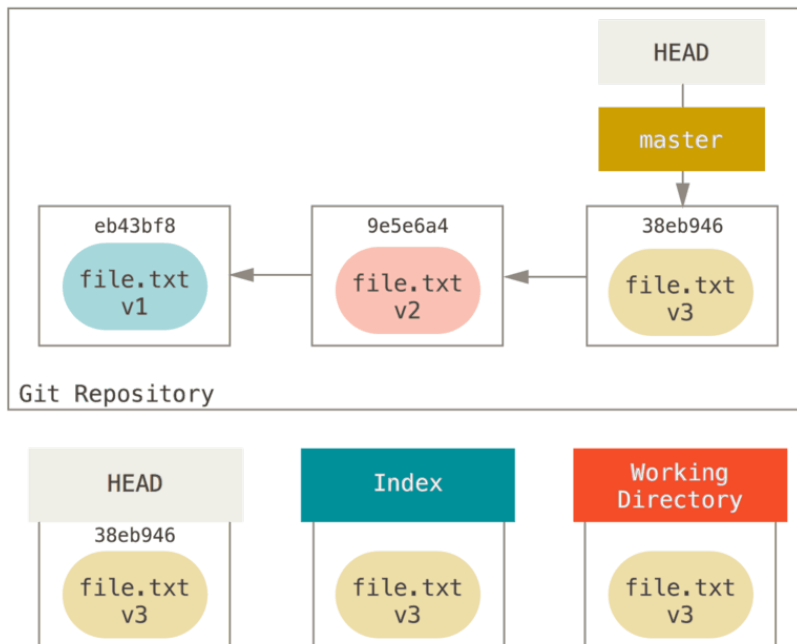 HEAD
master
eb43bf8
9e5e6a4
38eb946
file.txt
v1
file.txt
v2
file.txt
v3
Git Repository
HEAD
Index
Working
Directory
38eb946
file.txt
v3
file.txt
v3
file.txt
v3